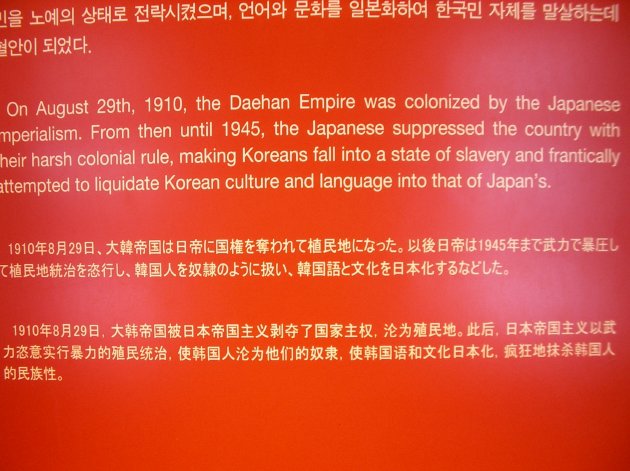 노예의 상태로 전락시켰으며, 언어와 문화를 일본화하여 한국민 자체를 말살하는데
혈안이 되었다.
On August 29th, 1910, the Daehan Empire was colonized by the Japanese
imperialism. From then until 1945, the Japanese suppressed the country with
their harsh colonial rule, making Koreans fall into a state of slavery and frantically
attempted to liquidate Korean culture and language into that of Japan's.
1910年8月29日、大韓帝国は日帝に国権を奪われて植民地になった。以後日帝は1945年まで武力で暴圧し
て植民地統治を恣行し、韓国人を奴隷のように扱い、韓国語と文化を日本化するなどした。
1910年8月29日，大韩帝国被日本帝国主义剥夺了国家主权，沦为殖民地。此后，日本帝国主义以武
力恣意实行暴力的殖民统治，使韩国人沦为他们的奴隶，使韩国语和文化日本化，疯狂地抹杀韩国人
的民族性。